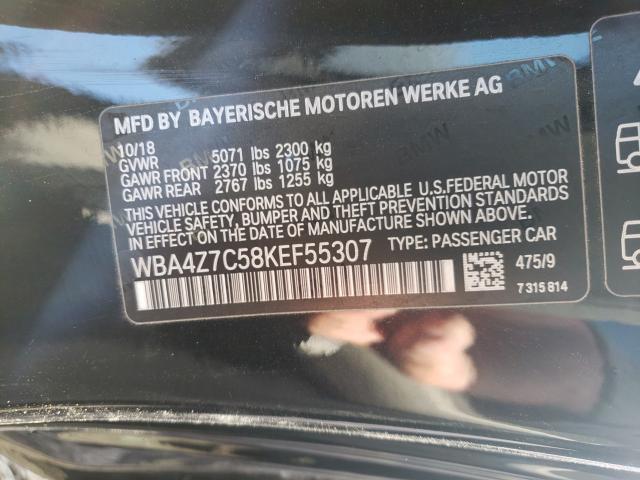 MFD BY BAYERISCHE MOTOREN WERKE AG
10/18
GVWR 5071 lbs 2300 kg
GAWR FRONT 2370 lbs 1075 kg
GAWR REAR 2767 lbs 1255 kg
THIS VEHICLE CONFORMS TO ALL APPLICABLE U.S.FEDERAL MOTOR
VEHICLE SAFETY, BUMPER AND THEFT PREVENTION STANDARDS
IN EFFECT ON THE DATE OF MANUFACTURE SHOWN ABOVE.
WBA4Z7C58KEF55307 TYPE: PASSENGER CAR
475/9
7 315 814